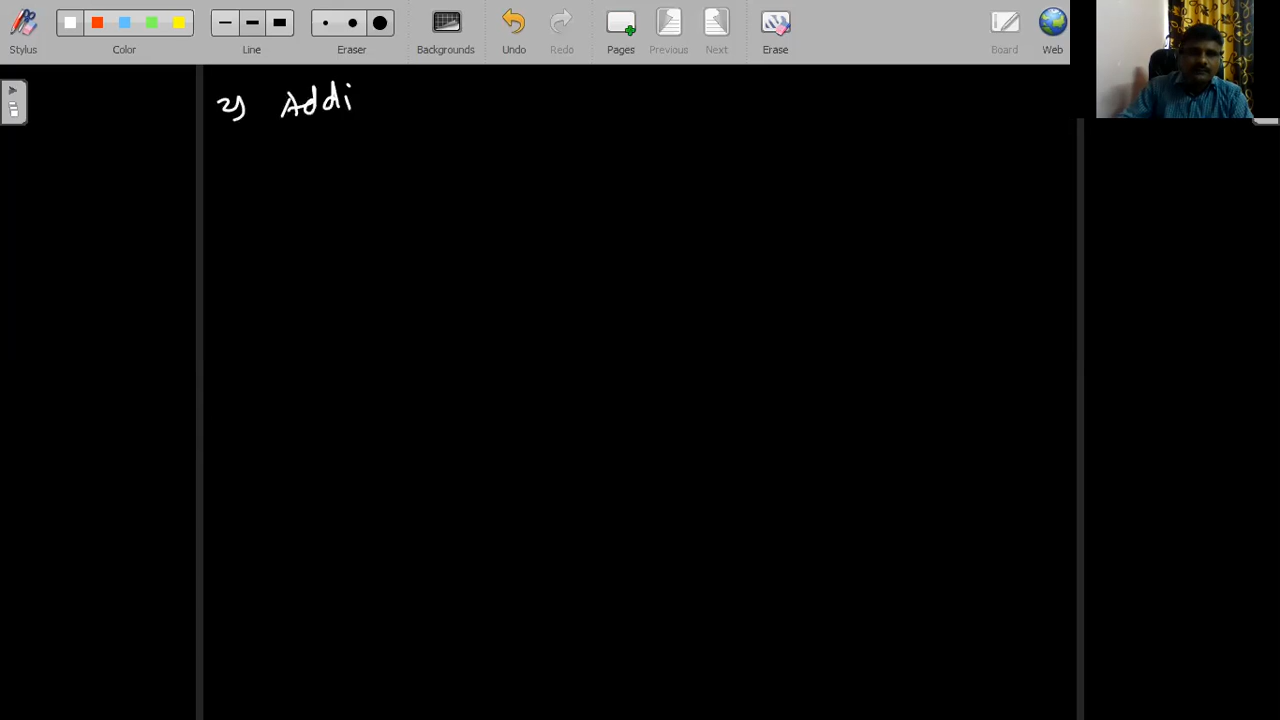 Stylus
Color
Line
Eraser
Backgrounds
Undo
Redo
Pages
Previous
Next
Erase
Board
Web
2) Addi